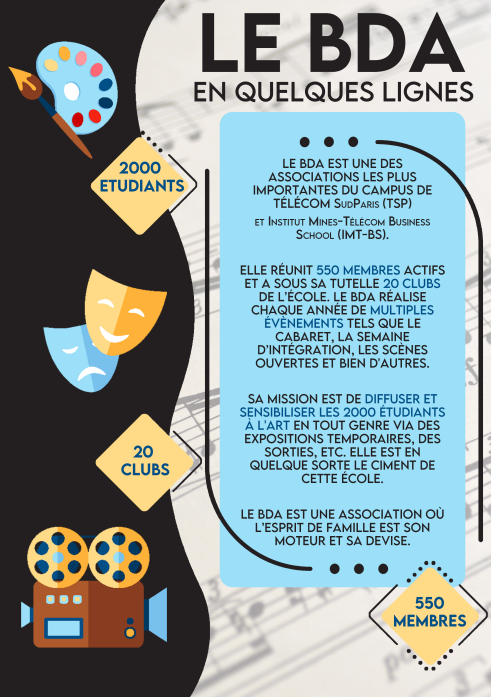 LE BDA
EN QUELQUES LIGNES
2000
ETUDIANTS
LE BDA EST UNE DES
ASSOCIATIONS LES PLUS
IMPORTANTES DU CAMPUS DE
TÉLÉCOM SudParis (TSP)
et Institut Mines-Télécom Business
School (IMT-BS).
ELLE RÉUNIT 550 MEMBRES ACTIFS
ET A SOUS SA TUTELLE 20 CLUBS
DE L'ÉCOLE. LE BDA RÉALISE
CHAQUE ANNÉE DE MULTIPLES
ÉVÈNEMENTS TELS QUE LE
CABARET, LA SEMAINE
D'INTÉGRATION, LES SCÈNES
OUVERTES ET BIEN D'AUTRES.
SA MISSION EST DE DIFFUSER ET
SENSIBILISER LES 2000 ÉTUDIANTS
À L'ART EN TOUT GENRE VIA DES
EXPOSITIONS TEMPORAIRES, DES
SORTIES, ETC. ELLE EST EN
QUELQUE SORTE LE CIMENT DE
CETTE ÉCOLE.
20
CLUBS
LE BDA EST UNE ASSOCIATION OÙ
L'ESPRIT DE FAMILLE EST SON
MOTEUR ET SA DEVISE.
550
MEMBRES